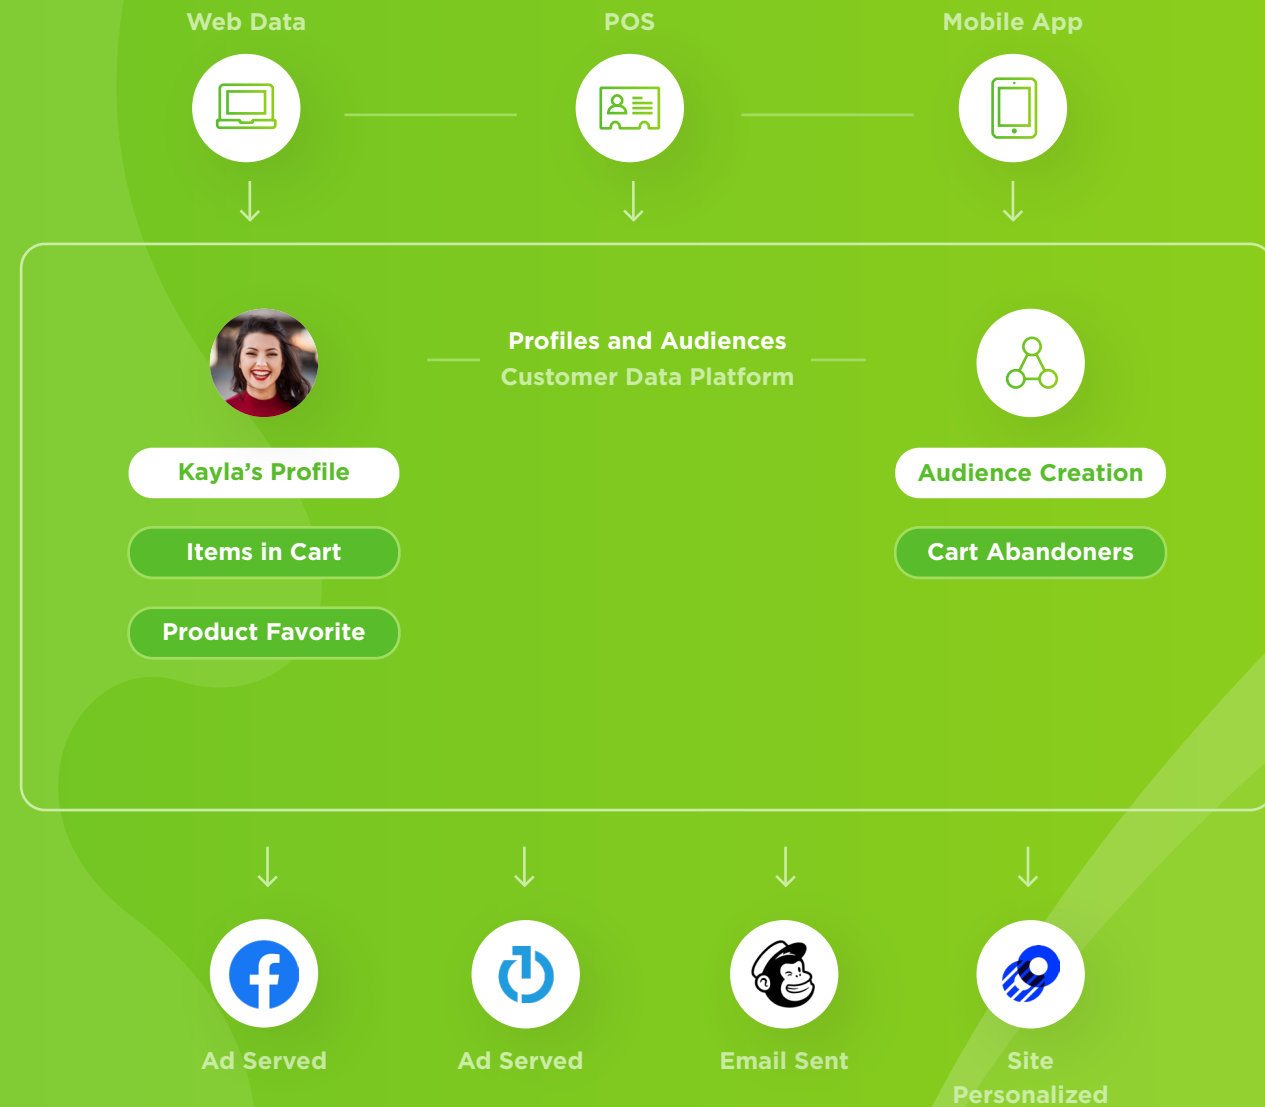 Web Data
POS
Mobile App
Profiles and Audiences
Customer Data Platform
Kayla’s Profile
Audience Creation
Items in Cart
Cart Abandoners
Product Favorite
Ad Served
Ad Served
Email Sent
Site
Personalized